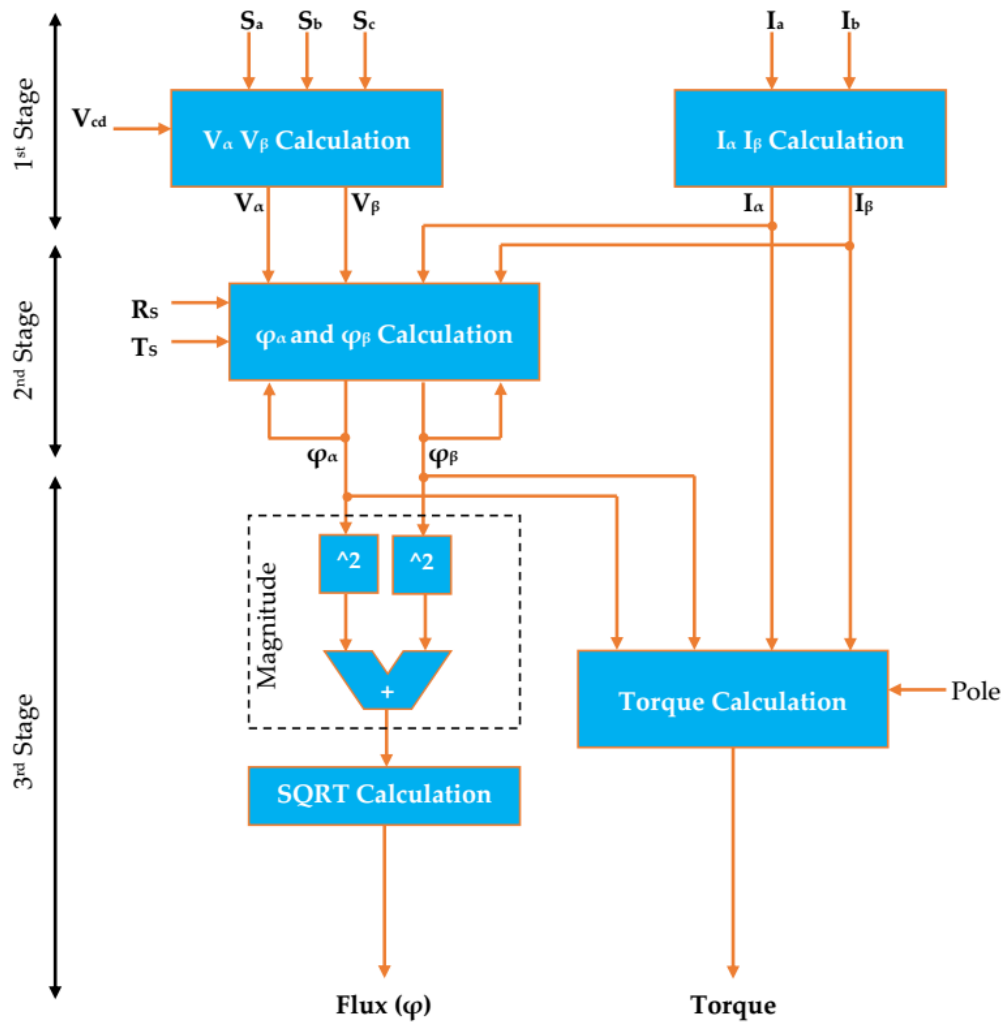 Sa Sb Sc Ia Ib
1st Stage
Vcd
Vα Vβ Calculation
Iα Iβ Calculation
Vα Vβ Iα Iβ
2nd Stage
Rs
Ts
φα and φβ Calculation
φα φβ
3rd Stage
Magnitude
^2 ^2
+
Torque Calculation
Pole
SQRT Calculation
Flux (φ) Torque